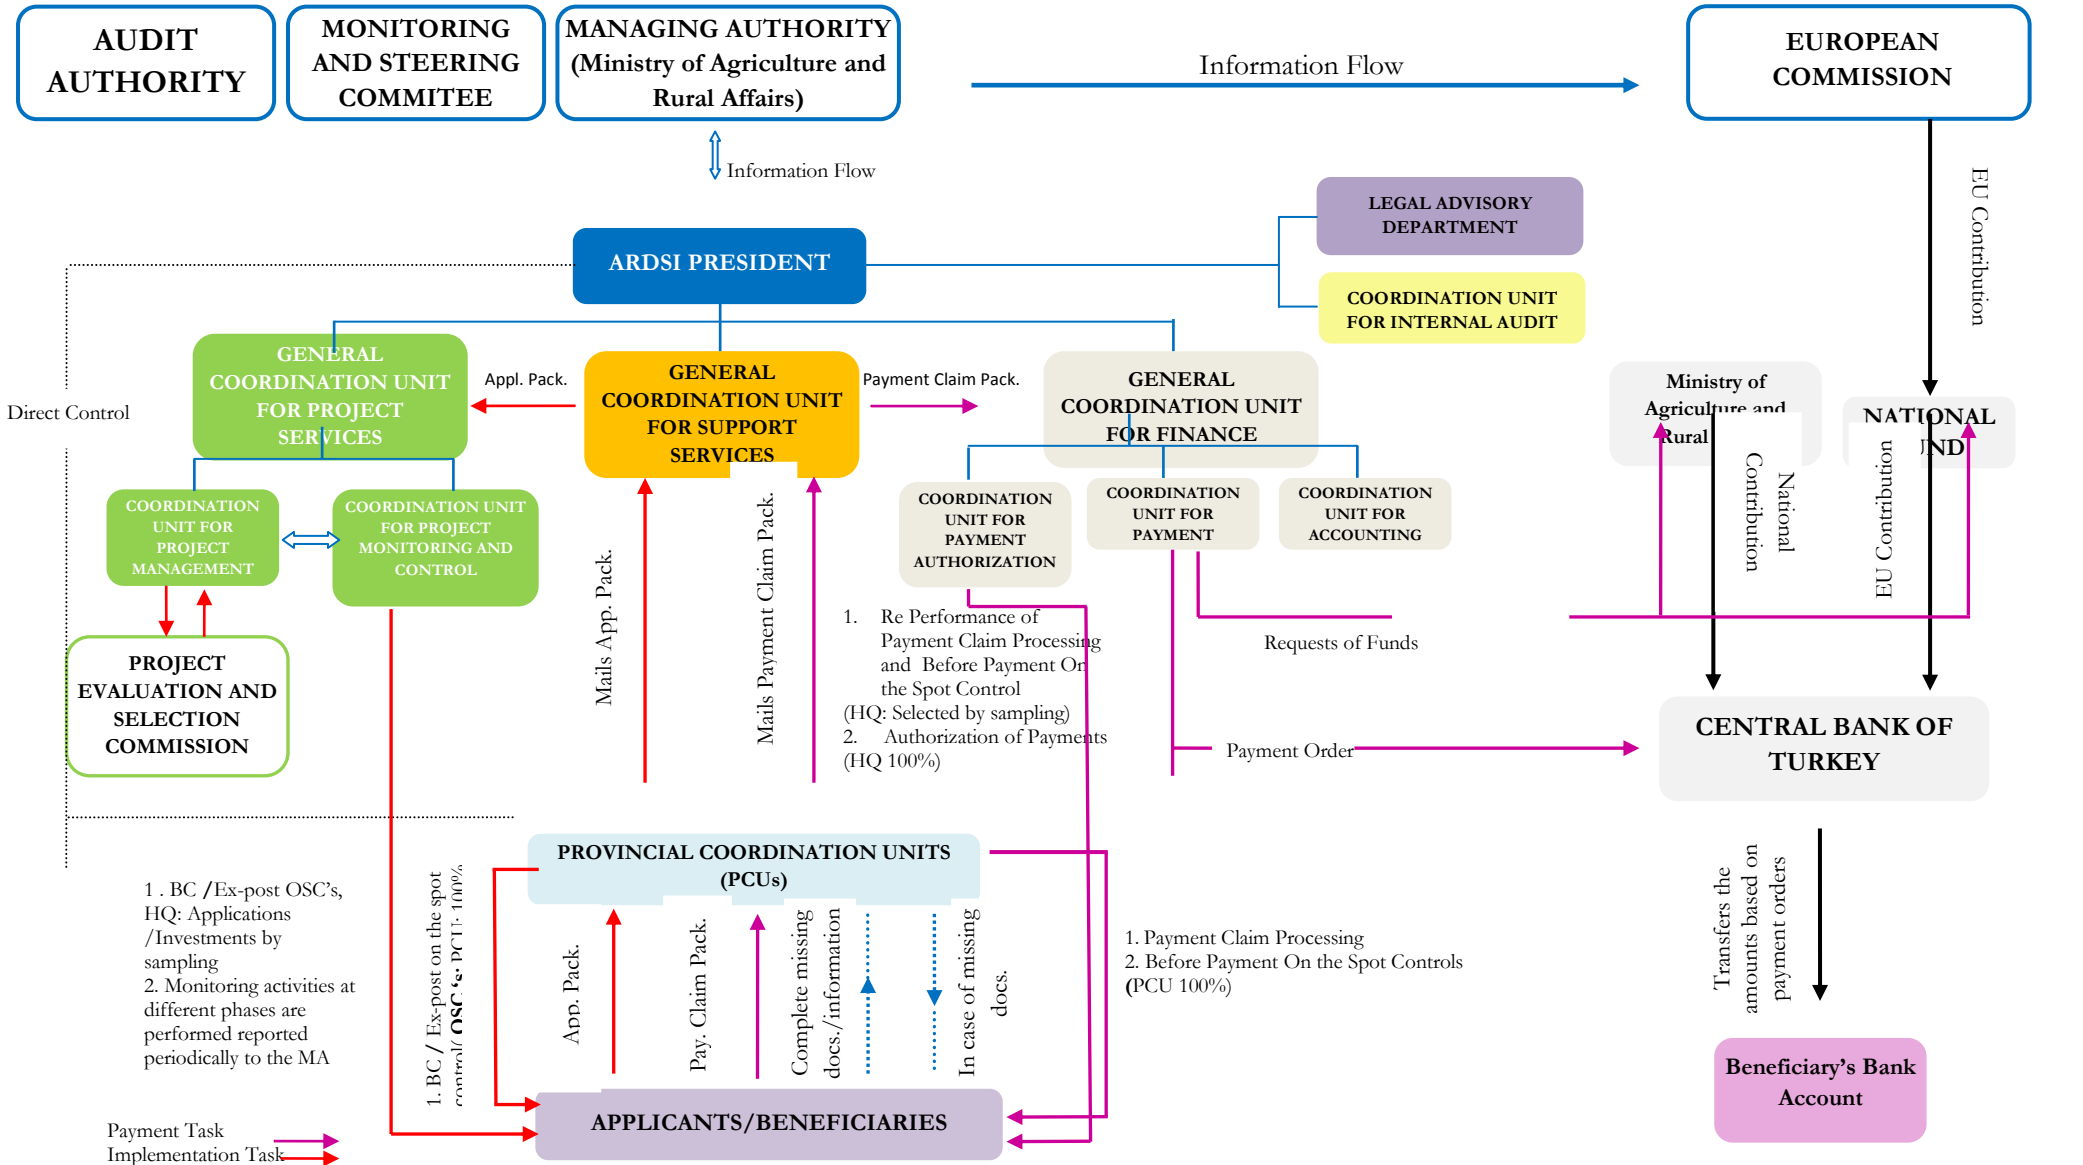 AUDIT
AUTHORITY
MONITORING
AND STEERING
COMMITEE
MANAGING AUTHORITY
(Ministry of Agriculture and
Rural Affairs)
Information Flow
EUROPEAN
COMMISSION
Information Flow
EU Contribution
LEGAL ADVISORY
DEPARTMENT
ARDSI PRESIDENT
COORDINATION UNIT
FOR INTERNAL AUDIT
Direct Control
GENERAL
COORDINATION UNIT
FOR PROJECT
SERVICES
Appl. Pack.
GENERAL
COORDINATION UNIT
FOR SUPPORT
SERVICES
Payment Claim Pack.
GENERAL
COORDINATION UNIT
FOR FINANCE
Ministry of
Agriculture and
Rural
NATIONAL
National
Contribution
EU Contribution
COORDINATION
UNIT FOR
PROJECT
MANAGEMENT
COORDINATION UNIT
FOR PROJECT
MONITORING AND
CONTROL
COORDINATION
UNIT FOR
PAYMENT
AUTHORIZATION
COORDINATION
UNIT FOR
PAYMENT
COORDINATION
UNIT FOR
ACCOUNTING
Mails App. Pack.
Mails Payment Claim Pack.
1. Re Performance of
Payment Claim Processing
and Before Payment On
the Spot Control
(HQ: Selected by sampling)
2. Authorization of Payments
(HQ 100%)
Requests of Funds
PROJECT
EVALUATION AND
SELECTION
COMMISSION
Payment Order
CENTRAL BANK OF
TURKEY
PROVINCIAL COORDINATION UNITS
(PCUs)
1 . BC /Ex-post OSC's,
HQ: Applications
/Investments by
sampling
2. Monitoring activities at
different phases are
performed reported
periodically to the MA
1. BC / Ex-post on the spot
control( OSC's: PCU: 100%
App. Pack.
Pay. Claim Pack.
Complete missing
docs./information
In case of missing
docs.
1. Payment Claim Processing
2. Before Payment On the Spot Controls
(PCU 100%)
Transfers the
amounts based on
payment orders
Beneficiary's Bank
Account
APPLICANTS/BENEFICIARIES
Payment Task
Implementation Task